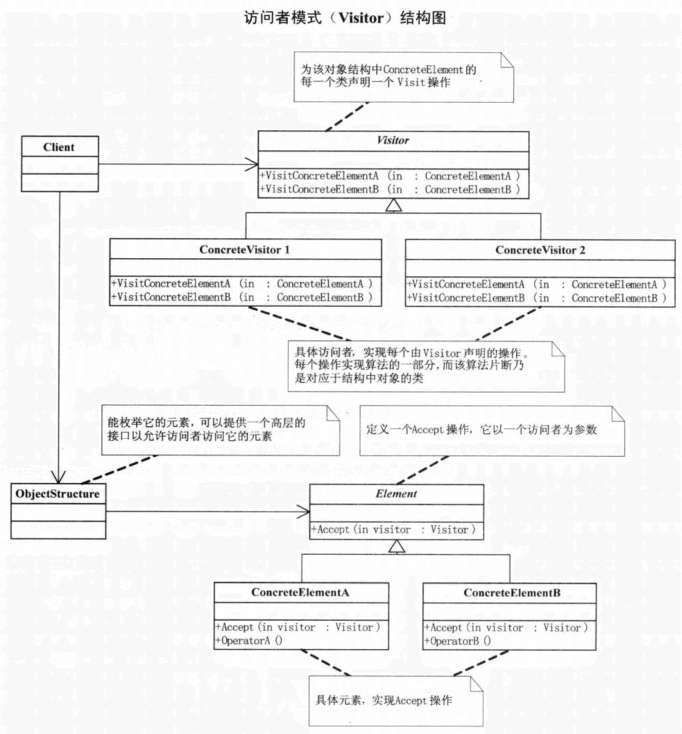 访问者模式（Visitor）结构图
为该对象结构中ConcreteElement的
每一个类声明一个 Visit 操作
Client
Visitor
+VisitConcreteElementA (in : ConcreteElementA)
+VisitConcreteElementB (in : ConcreteElementB)
ConcreteVisitor 1
+VisitConcreteElementA (in : ConcreteElementA)
+VisitConcreteElementB (in : ConcreteElementB)
ConcreteVisitor 2
+VisitConcreteElementA (in : ConcreteElementA)
+VisitConcreteElementB (in : ConcreteElementB)
具体访问者，实现每个由Visitor声明的操作。
每个操作实现算法的一部分，而该算法片断乃
是对应于结构中对象的类
能枚举它的元素，可以提供一个高层的
接口以允许访问者访问它的元素
定义一个Accept操作，它以一个访问者为参数
ObjectStructure
Element
+Accept(in visitor : Visitor)
ConcreteElementA
+Accept(in visitor : Visitor)
+OperatorA()
ConcreteElementB
+Accept(in visitor : Visitor)
+OperatorB()
具体元素，实现Accept操作